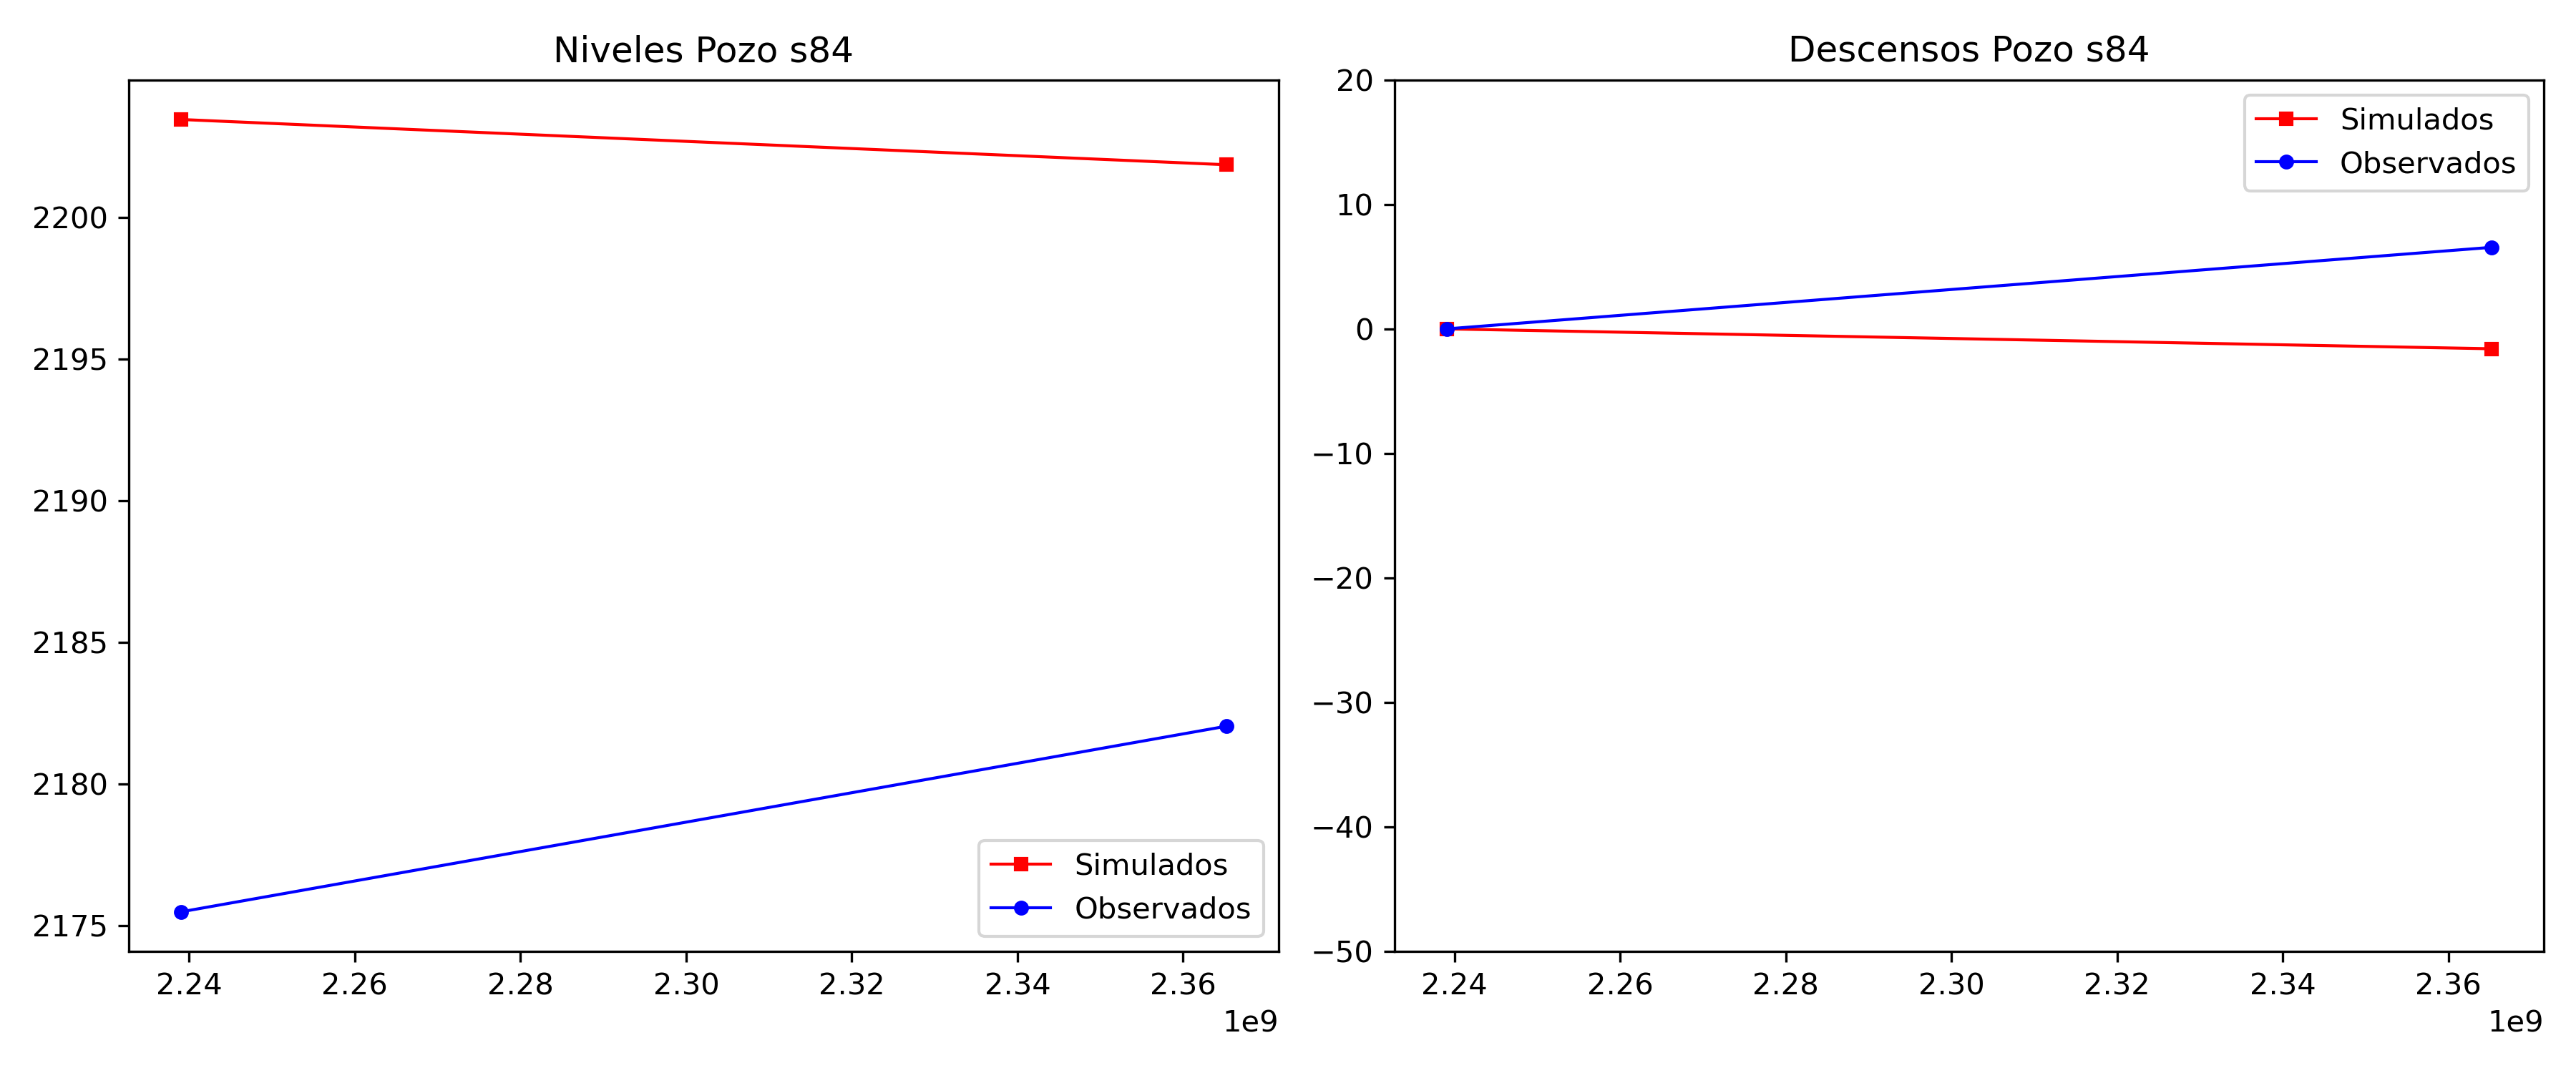 Niveles Pozo s84
2200
2195
2190
2185
2180
2175
2.24 2.26 2.28 2.30 2.32 2.34 2.36
1e9
Simulados
Observados
Descensos Pozo s84
20
10
0
−10
−20
−30
−40
−50
2.24 2.26 2.28 2.30 2.32 2.34 2.36
1e9
Simulados
Observados